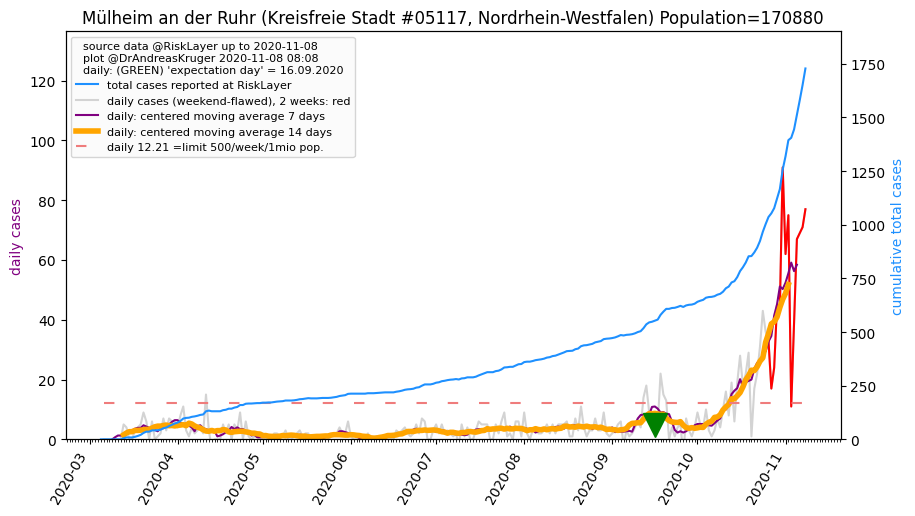 Mülheim an der Ruhr (Kreisfreie Stadt #05117, Nordrhein-Westfalen) Population=170880
source data @RiskLayer up to 2020-11-08
plot @DrAndreasKruger 2020-11-08 08:08
daily: (GREEN) 'expectation day' = 16.09.2020
total cases reported at RiskLayer
daily cases (weekend-flawed), 2 weeks: red
daily: centered moving average 7 days
daily: centered moving average 14 days
daily 12.21 =limit 500/week/1mio pop.
daily cases
0
20
40
60
80
100
120
cumulative total cases
0
250
500
750
1000
1250
1500
1750
2020-03
2020-04
2020-05
2020-06
2020-07
2020-08
2020-09
2020-10
2020-11